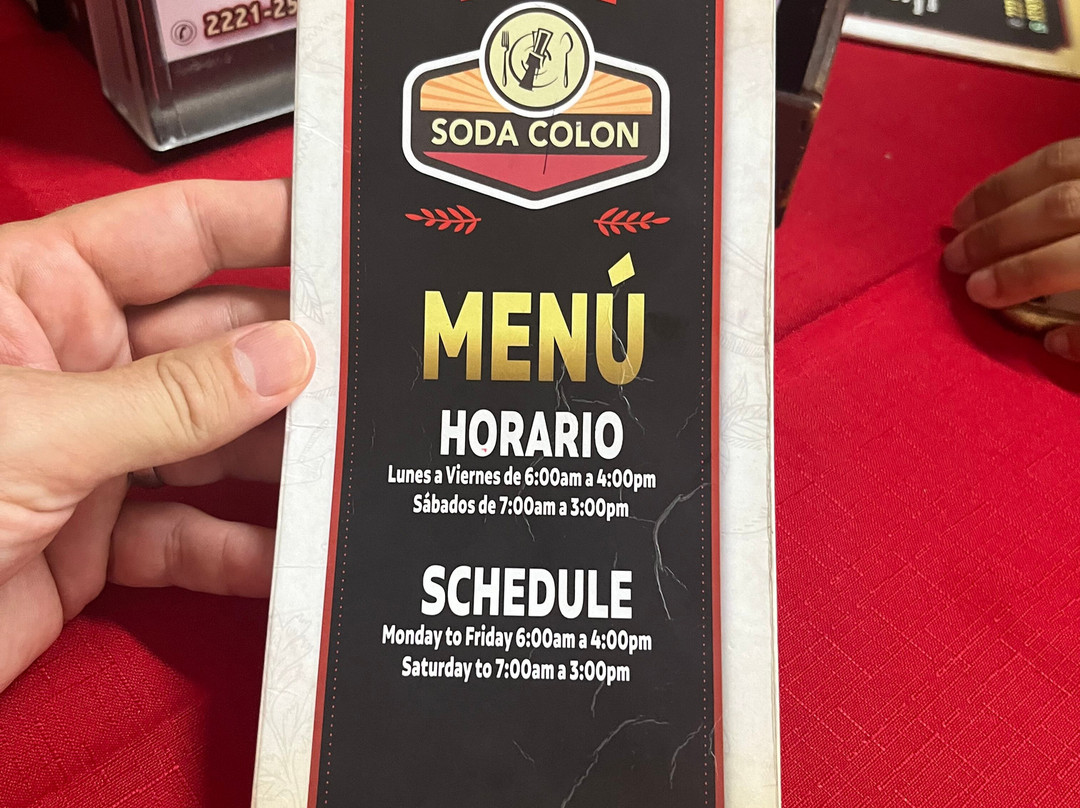 2221-25
SODA COLON
MENÚ
HORARIO
Lunes a Viernes de 6:00am a 4:00pm
Sábados de 7:00am a 3:00pm
SCHEDULE
Monday to Friday 6:00am a 4:00pm
Saturday to 7:00am a 3:00pm